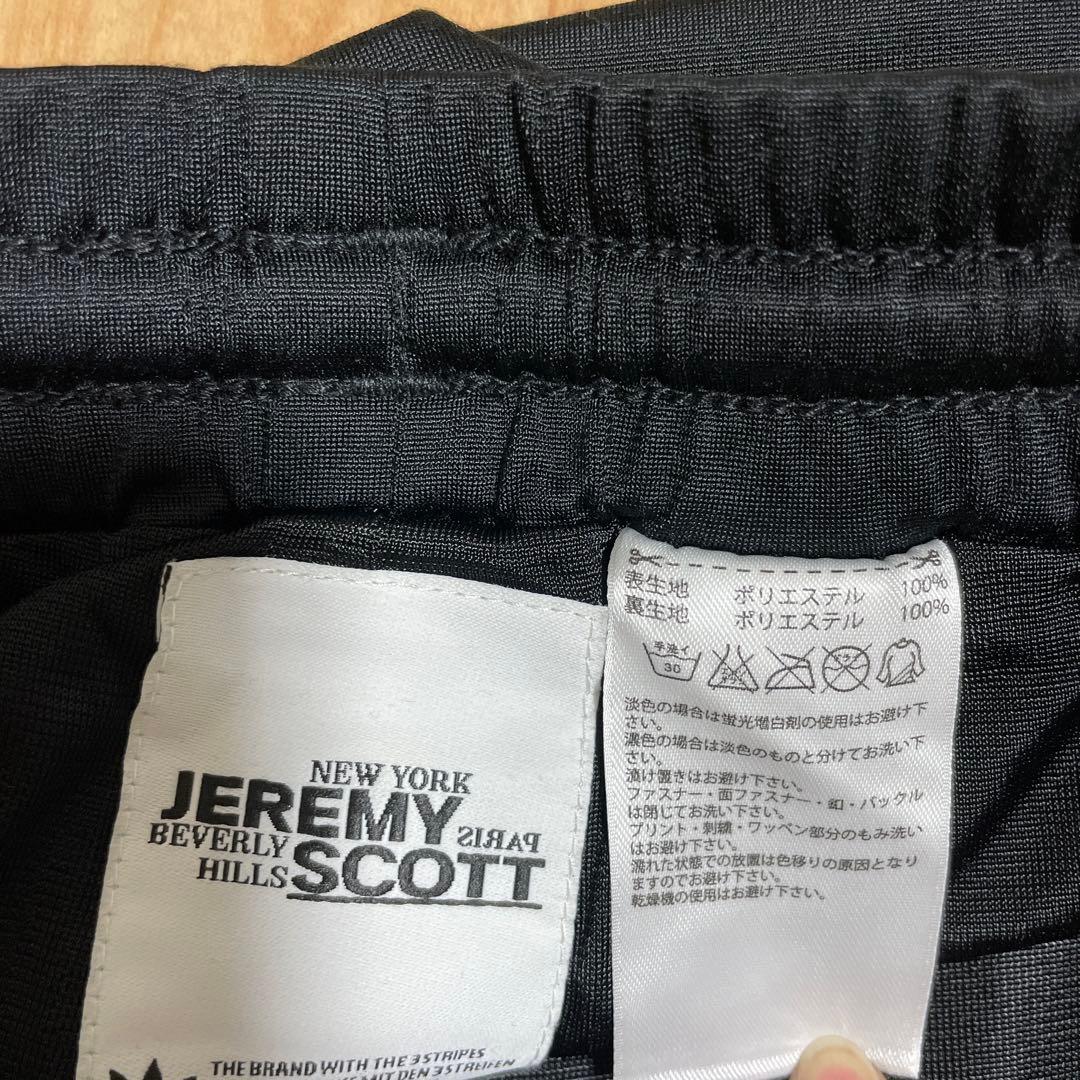 NEW YORK
JEREMY
BEVERLY PARIS
HILLS SCOTT
THE BRAND WITH THE 3 STRIPES
MIT DEN 3 STREIFEN
表生地 ポリエステル 100%
裏生地 ポリエステル 100%
手洗イ
30
淡色の場合は蛍光増白剤の使用はお避け下
さい。
濃色の場合は淡色のものと分けてお洗い下
さい。
漬け置きはお避け下さい。
ファスナー・面ファスナー・釦・バックル
は閉じてお洗い下さい。
プリント・刺繍・ワッペン部分のもみ洗い
はお避け下さい。
濡れた状態での放置は色移りの原因となり
ますのでお避け下さい。
乾燥機の使用はお避け下さい。